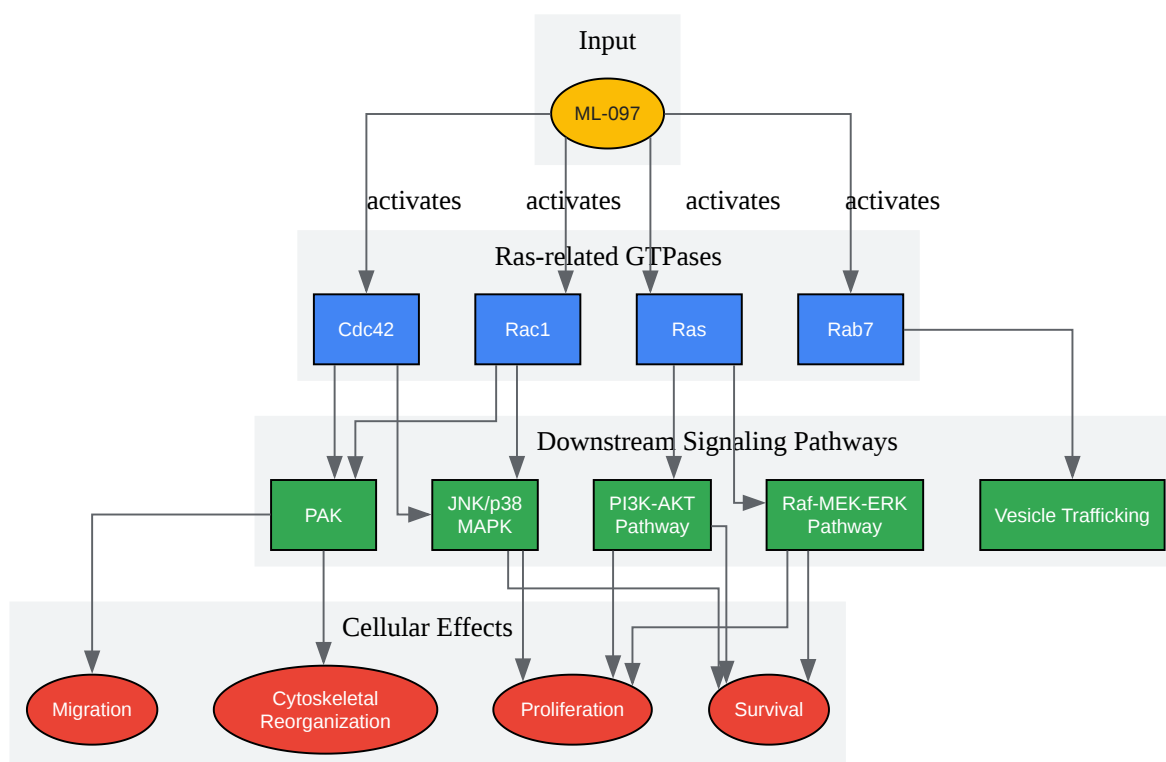 Input
ML-097
activates
activates
activates
activates
Ras-related GTPases
Cdc42
Rac1
Ras
Rab7
Downstream Signaling Pathways
PAK
JNK/p38
MAPK
PI3K-AKT
Pathway
Raf-MEK-ERK
Pathway
Vesicle Trafficking
Cellular Effects
Migration
Cytoskeletal
Reorganization
Proliferation
Survival